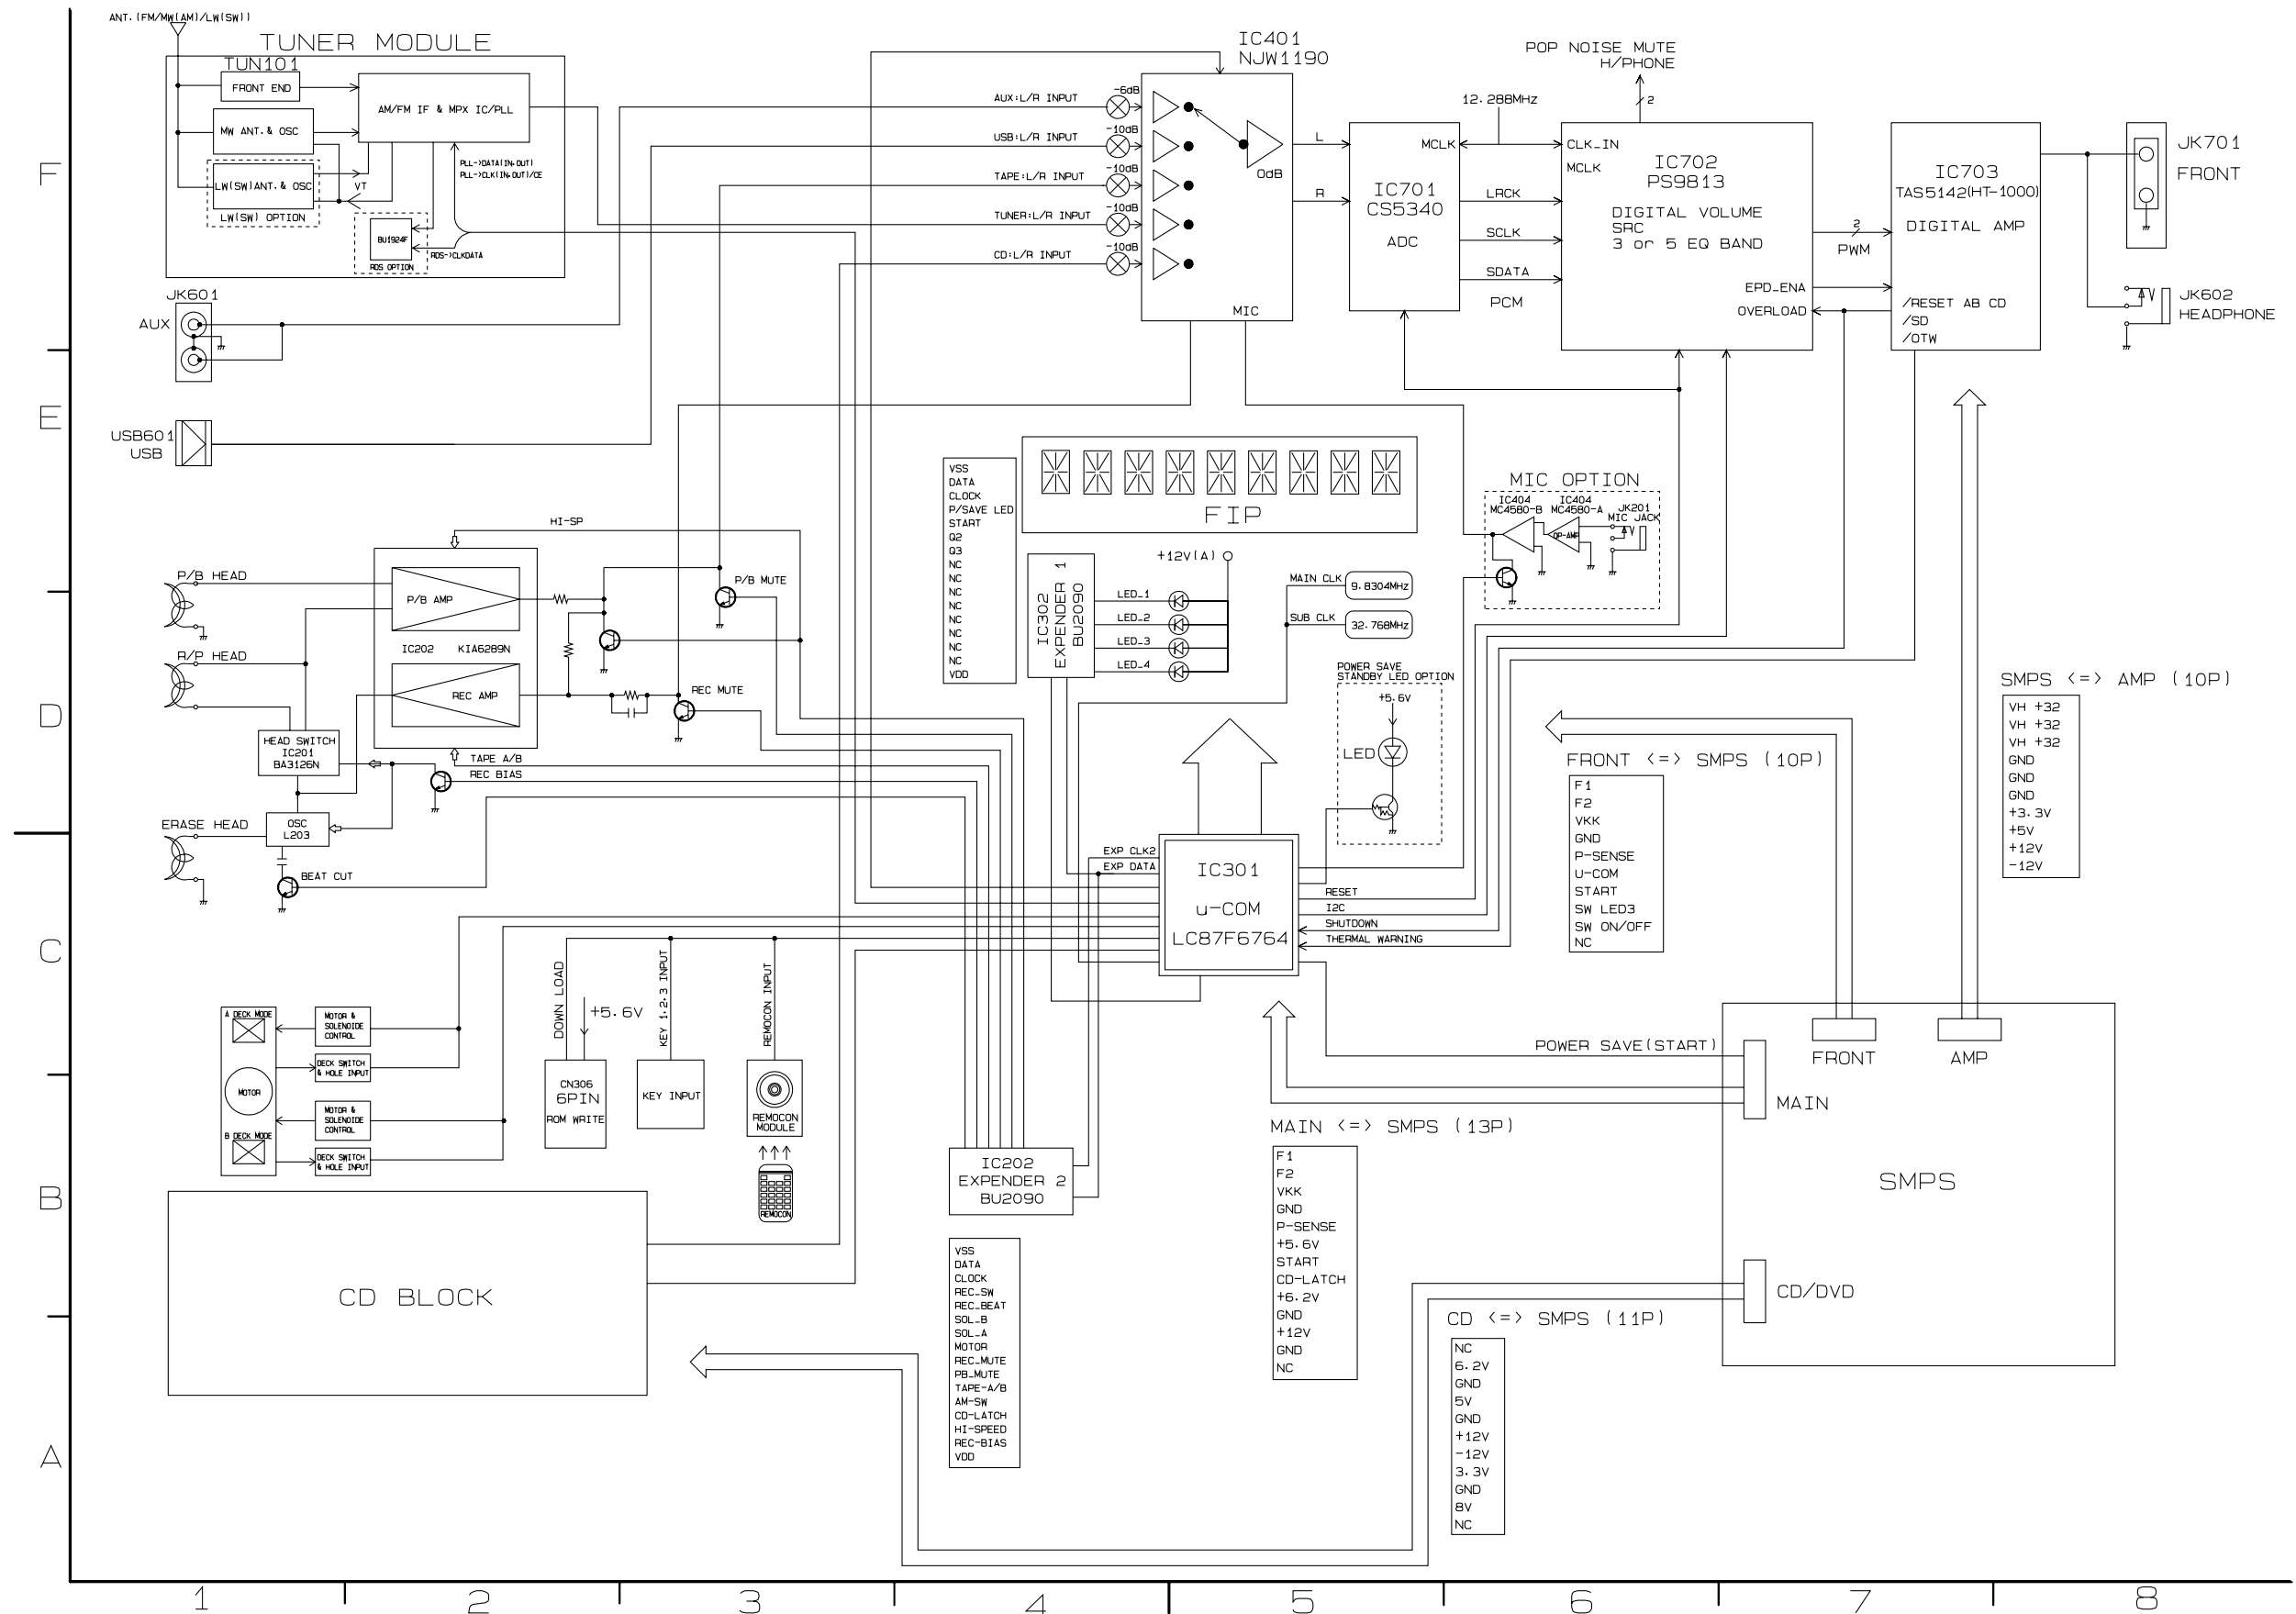 ANT.(FM/MW(AM)/LW(SW))
TUNER MODULE
TUN101
FRONT END
AM/FM IF & MPX IC/PLL
MW ANT.& OSC
LW(SW)ANT.& OSC
LW(SW) OPTION
VT
PLL->DATA(IN,OUT)
PLL->CLK(IN,OUT)/CE
BU1924F
RDS OPTION
RDS->CLKDATA
JK601
AUX
USB601
USB
IC401
NJW1190
AUX:L/R INPUT
-6dB
USB:L/R INPUT
-10dB
TAPE:L/R INPUT
-10dB
TUNER:L/R INPUT
-10dB
CD:L/R INPUT
-10dB
0dB
MIC
L
R
MCLK
IC701
CS5340
ADC
12.288MHz
LRCK
SCLK
SDATA
PCM
POP NOISE MUTE
H/PHONE
2
CLK_IN
MCLK
IC702
PS9813
DIGITAL VOLUME
SRC
3 or 5 EQ BAND
EPD_ENA
OVERLOAD
2
PWM
IC703
TAS5142(HT-1000)
DIGITAL AMP
/RESET AB CD
/SD
/OTW
JK701
FRONT
JK602
HEADPHONE
F
E
D
C
B
A
VSS
DATA
CLOCK
P/SAVE LED
START
Q2
Q3
NC
NC
NC
NC
NC
NC
NC
NC
VDD
FIP
MIC OPTION
IC404
MC4580-B
IC404
MC4580-A
OP-AMP
JK201
MIC JACK
HI-SP
P/B HEAD
P/B AMP
P/B MUTE
IC202 KIA6289N
R/P HEAD
REC AMP
REC MUTE
HEAD SWITCH
IC201
BA3126N
TAPE A/B
REC BIAS
ERASE HEAD
OSC
L203
BEAT CUT
IC302
EXPENDER 1
BU2090
+12V(A)
LED_1
LED_2
LED_3
LED_4
MAIN CLK
9.8304MHz
SUB CLK
32.768MHz
POWER SAVE
STANDBY LED OPTION
+5.6V
LED
EXP CLK2
EXP DATA
IC301
u-COM
LC87F6764
RESET
I2C
SHUTDOWN
THERMAL WARNING
FRONT <=> SMPS (10P)
F1
F2
VKK
GND
P-SENSE
U-COM
START
SW LED3
SW ON/OFF
NC
SMPS <=> AMP (10P)
VH +32
VH +32
VH +32
GND
GND
GND
+3.3V
+5V
+12V
-12V
A DECK MODE
MOTOR
B DECK MODE
MOTOR &
SOLENOIDE
CONTROL
DECK SWITCH
& HOLE INPUT
MOTOR &
SOLENOIDE
CONTROL
DECK SWITCH
& HOLE INPUT
DOWN LOAD
+5.6V
KEY 1.2.3 INPUT
REMOCON INPUT
CN306
6PIN
ROM WRITE
KEY INPUT
REMOCON
MODULE
REMOCON
IC202
EXPENDER 2
BU2090
VSS
DATA
CLOCK
REC_SW
REC_BEAT
SOL_B
SOL_A
MOTOR
REC_MUTE
PB_MUTE
TAPE-A/B
AM-SW
CD-LATCH
HI-SPEED
REC-BIAS
VDD
CD BLOCK
POWER SAVE(START)
MAIN <=> SMPS (13P)
F1
F2
VKK
GND
P-SENSE
+5.6V
START
CD-LATCH
+6.2V
GND
+12V
GND
NC
FRONT
AMP
MAIN
SMPS
CD/DVD
CD <=> SMPS (11P)
NC
6.2V
GND
5V
GND
+12V
-12V
3.3V
GND
8V
NC
1
2
3
4
5
6
7
8